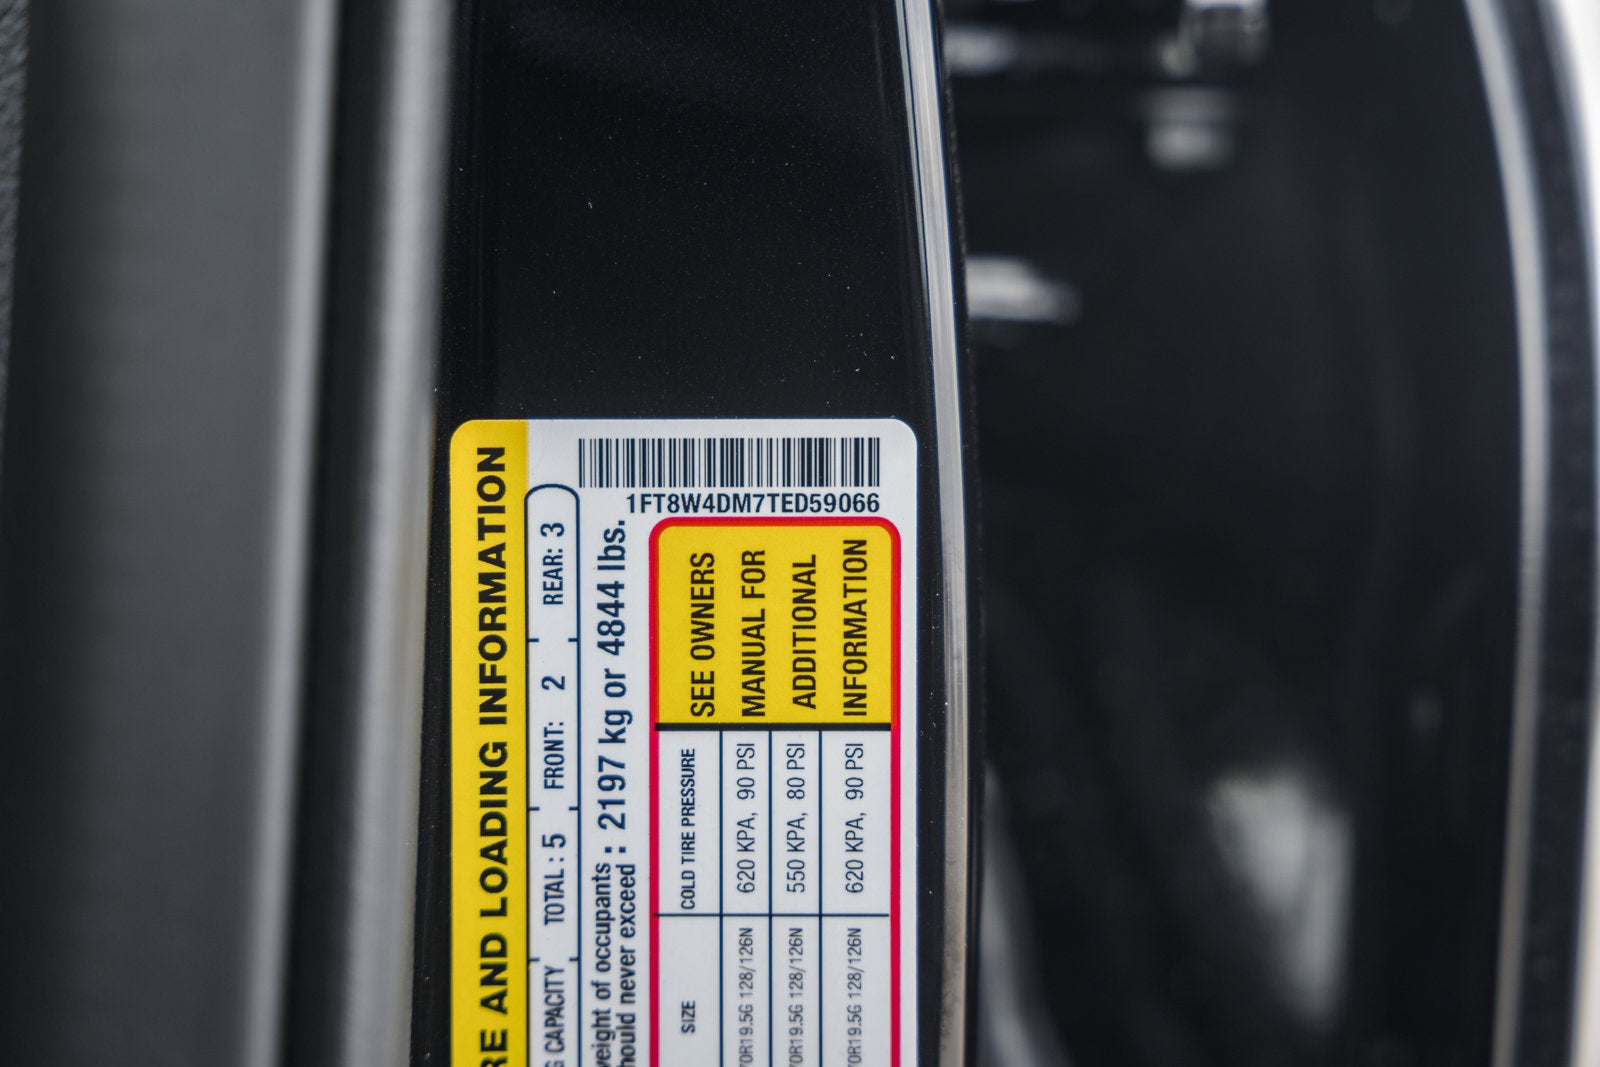 RE AND LOADING INFORMATION
1FT8W4DM7TED59066
G CAPACITY TOTAL : 5 FRONT: 2 REAR: 3
weight of occupants
hould never exceed : 2197 kg or 4844 lbs.
SIZE COLD TIRE PRESSURE
70R19.5G 128/126N 620 KPA, 90 PSI
70R19.5G 128/126N 550 KPA, 80 PSI
70R19.5G 128/126N 620 KPA, 90 PSI
SEE OWNERS
MANUAL FOR
ADDITIONAL
INFORMATION